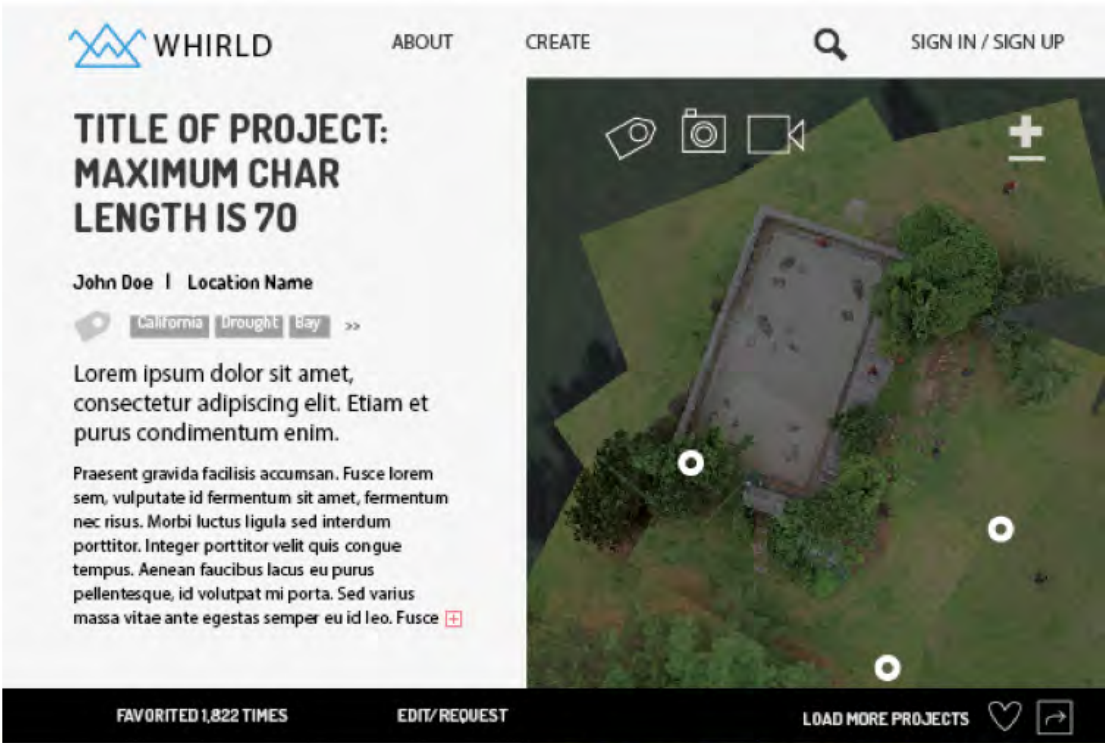 WHIRLD
ABOUT
CREATE
SIGN IN / SIGN UP
TITLE OF PROJECT:
MAXIMUM CHAR
LENGTH IS 70
John Doe | Location Name
California Drought Bay >>
Lorem ipsum dolor sit amet,
consectetur adipiscing elit. Etiam et
purus condimentum enim.
Praesent gravida facilisis accumsan. Fusce lorem
sem, vulputate id fermentum sit amet, fermentum
nec risus. Morbi luctus ligula sed interdum
porttitor. Integer porttitor velit quis congue
tempus. Aenean faucibus lacus eu purus
pellentesque, id volutpat mi porta. Sed varius
massa vitae ante egestas semper eu id leo. Fusce
FAVORITED 1,822 TIMES
EDIT/REQUEST
LOAD MORE PROJECTS